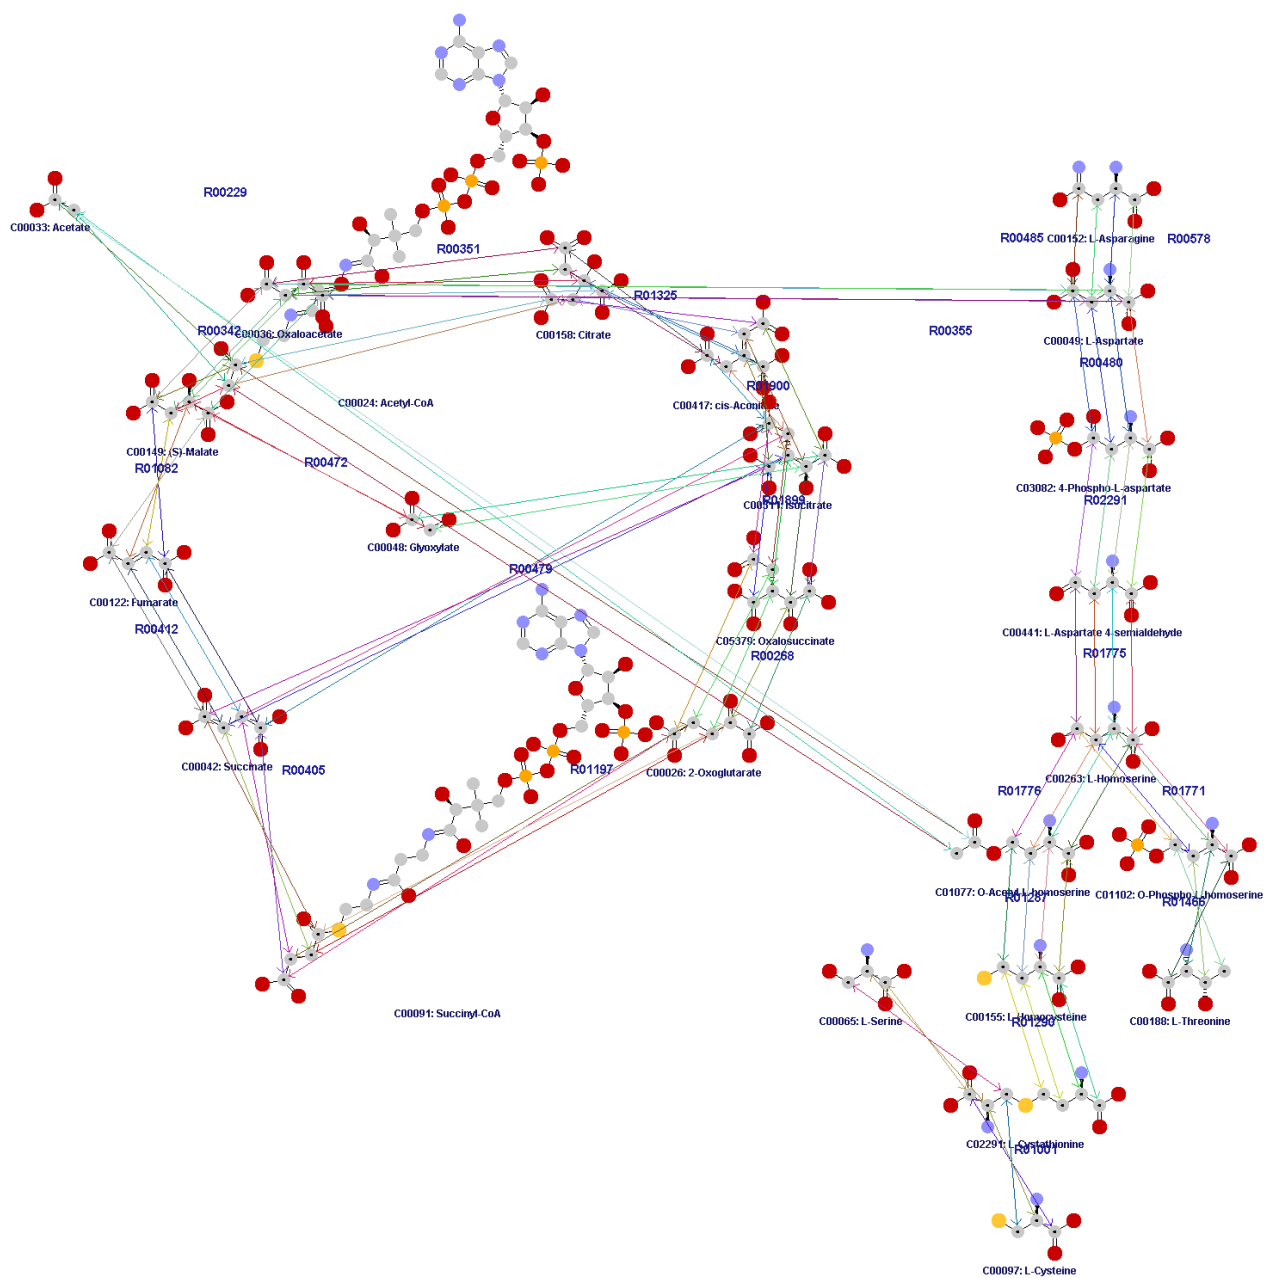 R00229
C00033: Acetate
R00351
R00485
C00152: L-Asparagine
R00578
R01325
R00342
C00036: Oxaloacetate
C00158: Citrate
R00355
C00049: L-Aspartate
R00480
R01900
C00024: Acetyl-CoA
C00417: cis-Aconitate
C00149: (S)-Malate
R01082
R00472
R01899
C00311: Isocitrate
C03082: 4-Phospho-L-aspartate
R02291
C00048: Glyoxylate
R00479
C00122: Fumarate
R00412
C05379: Oxalosuccinate
R00268
C00441: L-Aspartate 4-semialdehyde
R01775
C00042: Succinate
R00405
R01197
C00026: 2-Oxoglutarate
C00263: L-Homoserine
R01776
R01771
C01077: O-Acetyl-L-homoserine
R01287
C01102: O-Phospho-L-homoserine
R01466
C00091: Succinyl-CoA
C00065: L-Serine
C00155: L-Homocysteine
R01290
C00188: L-Threonine
C02291: L-Cystathionine
R01001
C00097: L-Cysteine